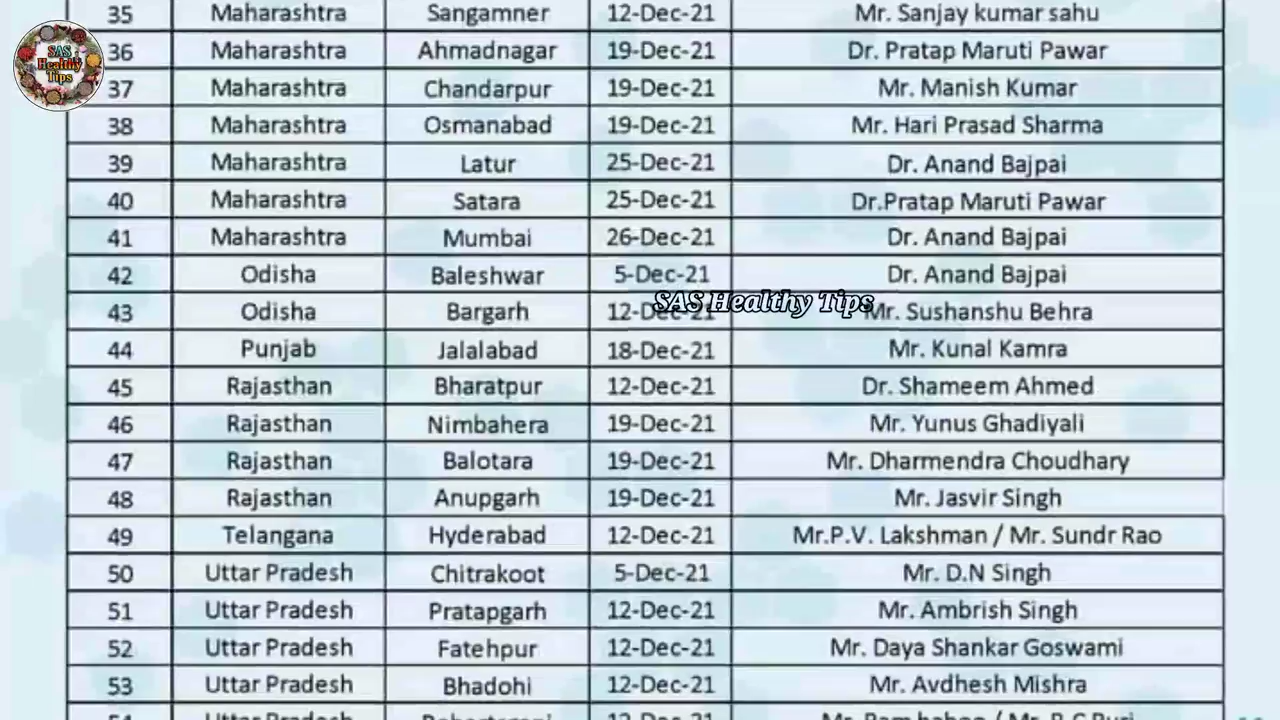 SAS
Healthy
Tips
35 Maharashtra Sangamner 12-Dec-21 Mr. Sanjay kumar sahu
36 Maharashtra Ahmadnagar 19-Dec-21 Dr. Pratap Maruti Pawar
37 Maharashtra Chandarpur 19-Dec-21 Mr. Manish Kumar
38 Maharashtra Osmanabad 19-Dec-21 Mr. Hari Prasad Sharma
39 Maharashtra Latur 25-Dec-21 Dr. Anand Bajpai
40 Maharashtra Satara 25-Dec-21 Dr.Pratap Maruti Pawar
41 Maharashtra Mumbai 26-Dec-21 Dr. Anand Bajpai
42 Odisha Baleshwar 5-Dec-21 Dr. Anand Bajpai
SAS Healthy Tips
43 Odisha Bargarh 12-Dec-21 Mr. Sushanshu Behra
44 Punjab Jalalabad 18-Dec-21 Mr. Kunal Kamra
45 Rajasthan Bharatpur 12-Dec-21 Dr. Shameem Ahmed
46 Rajasthan Nimbahera 19-Dec-21 Mr. Yunus Ghadiyali
47 Rajasthan Balotara 19-Dec-21 Mr. Dharmendra Choudhary
48 Rajasthan Anupgarh 19-Dec-21 Mr. Jasvir Singh
49 Telangana Hyderabad 12-Dec-21 Mr.P.V. Lakshman / Mr. Sundr Rao
50 Uttar Pradesh Chitrakoot 5-Dec-21 Mr. D.N Singh
51 Uttar Pradesh Pratapgarh 12-Dec-21 Mr. Ambrish Singh
52 Uttar Pradesh Fatehpur 12-Dec-21 Mr. Daya Shankar Goswami
53 Uttar Pradesh Bhadohi 12-Dec-21 Mr. Avdhesh Mishra